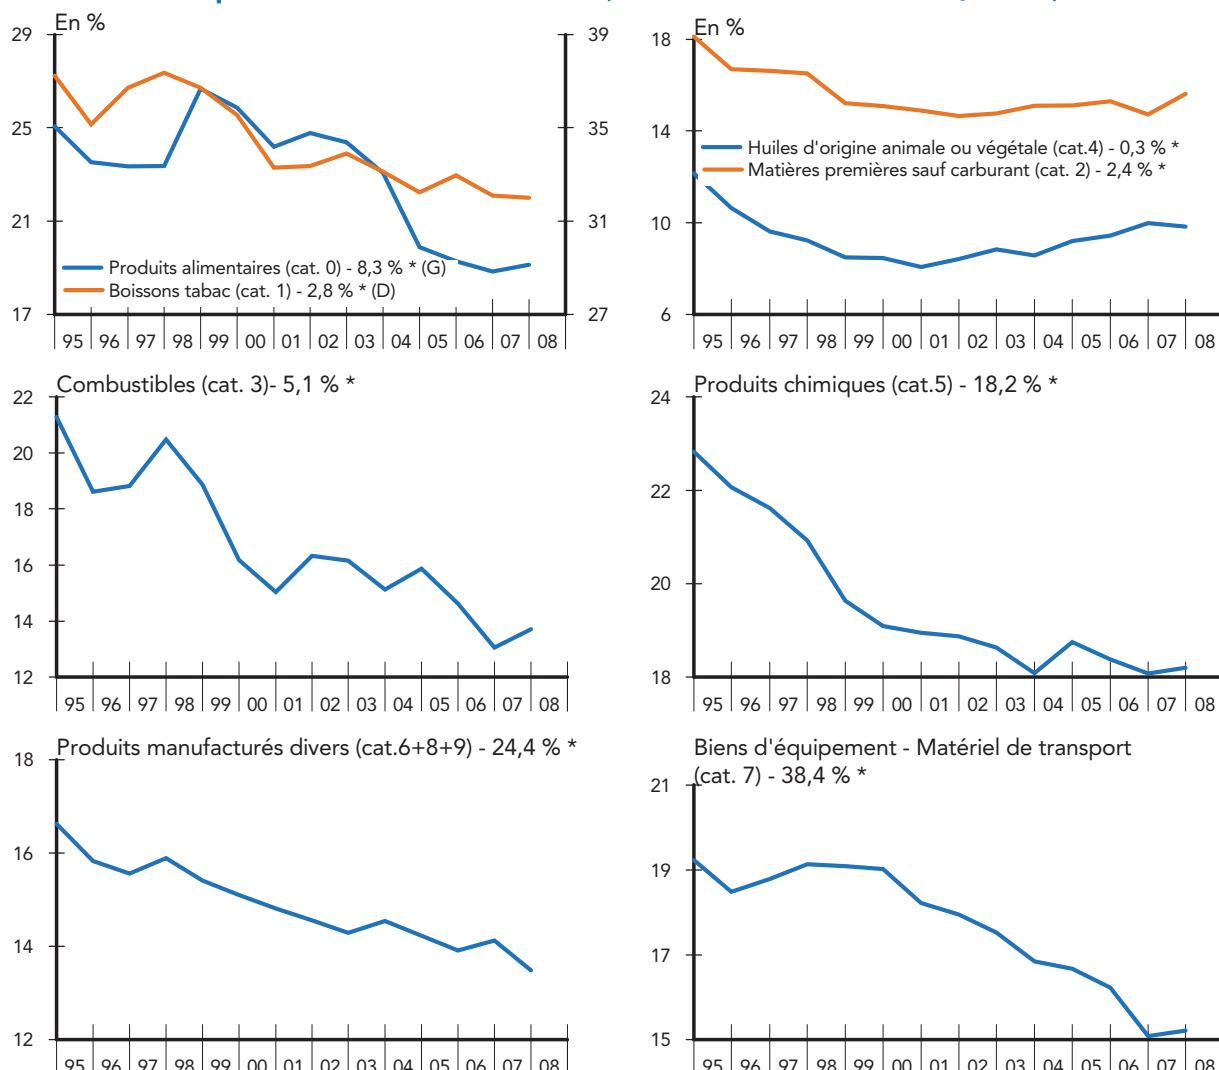 En %
29 39
25 35
21 31
Produits alimentaires (cat. 0) - 8,3 % * (G)
Boissons tabac (cat. 1) - 2,8 % * (D)
17 27
95 96 97 98 99 00 01 02 03 04 05 06 07 08
En %
18
14
Huiles d'origine animale ou végétale (cat.4) - 0,3 % *
Matières premières sauf carburant (cat. 2) - 2,4 % *
10
6
95 96 97 98 99 00 01 02 03 04 05 06 07 08
Combustibles (cat. 3)- 5,1 % *
22
20
18
16
14
12
95 96 97 98 99 00 01 02 03 04 05 06 07 08
Produits chimiques (cat.5) - 18,2 % *
24
22
20
18
95 96 97 98 99 00 01 02 03 04 05 06 07 08
Produits manufacturés divers (cat.6+8+9) - 24,4 % *
18
16
14
12
95 96 97 98 99 00 01 02 03 04 05 06 07 08
Biens d'équipement - Matériel de transport
(cat. 7) - 38,4 % *
21
19
17
15
95 96 97 98 99 00 01 02 03 04 05 06 07 08